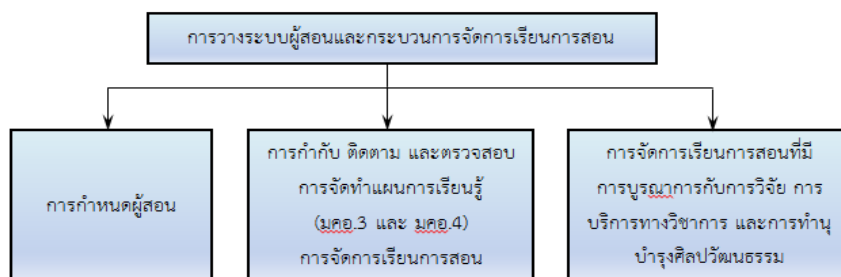 การวางระบบผู้สอนและกระบวนการจัดการเรียนการสอน
การกำหนดผู้สอน
การกำกับ ติดตาม และตรวจสอบ
การจัดทำแผนการเรียนรู้
(มคอ.3 และ มคอ.4)
การจัดการเรียนการสอน
การจัดการเรียนการสอนที่มี
การบูรณาการกับการวิจัย การ
บริการทางวิชาการ และการทำนุ
บำรุงศิลปวัฒนธรรม